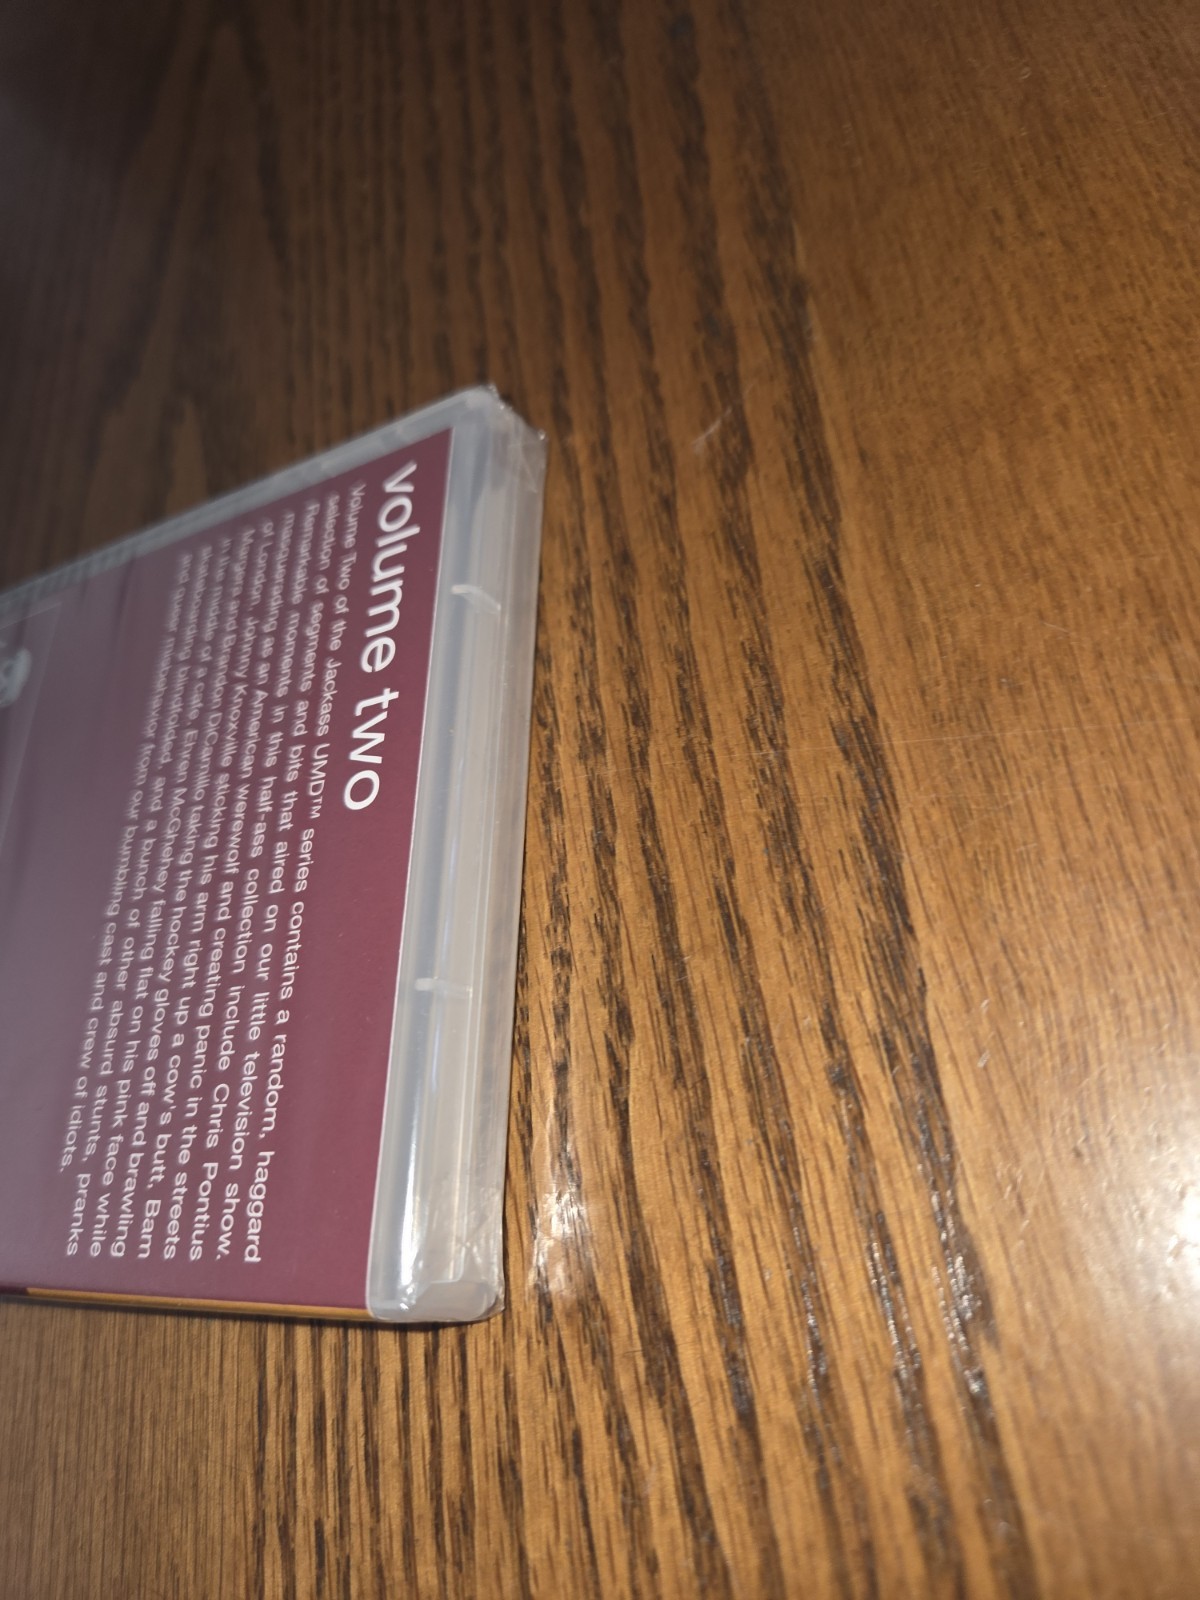 volume two
Volume Two of the Jackass UMD™ series contains a random, haggard
selection of segments and bits that aired on our little television show.
Remarkable moments in this half-ass collection include Chris Pontius
masquerading as an American werewolf and creating panic in the streets
of London, Johnny Knoxville sticking his arm right up a cow's butt, Bam
Margera and Brandon DiCamillo taking the hockey gloves off and brawling
in the middle of a cafe, Ehren McGhehey falling flat on his pink face while
skateboarding blindfolded, and a bunch of other absurd stunts, pranks
and rude misbehavior from our bumbling cast and crew of idiots.